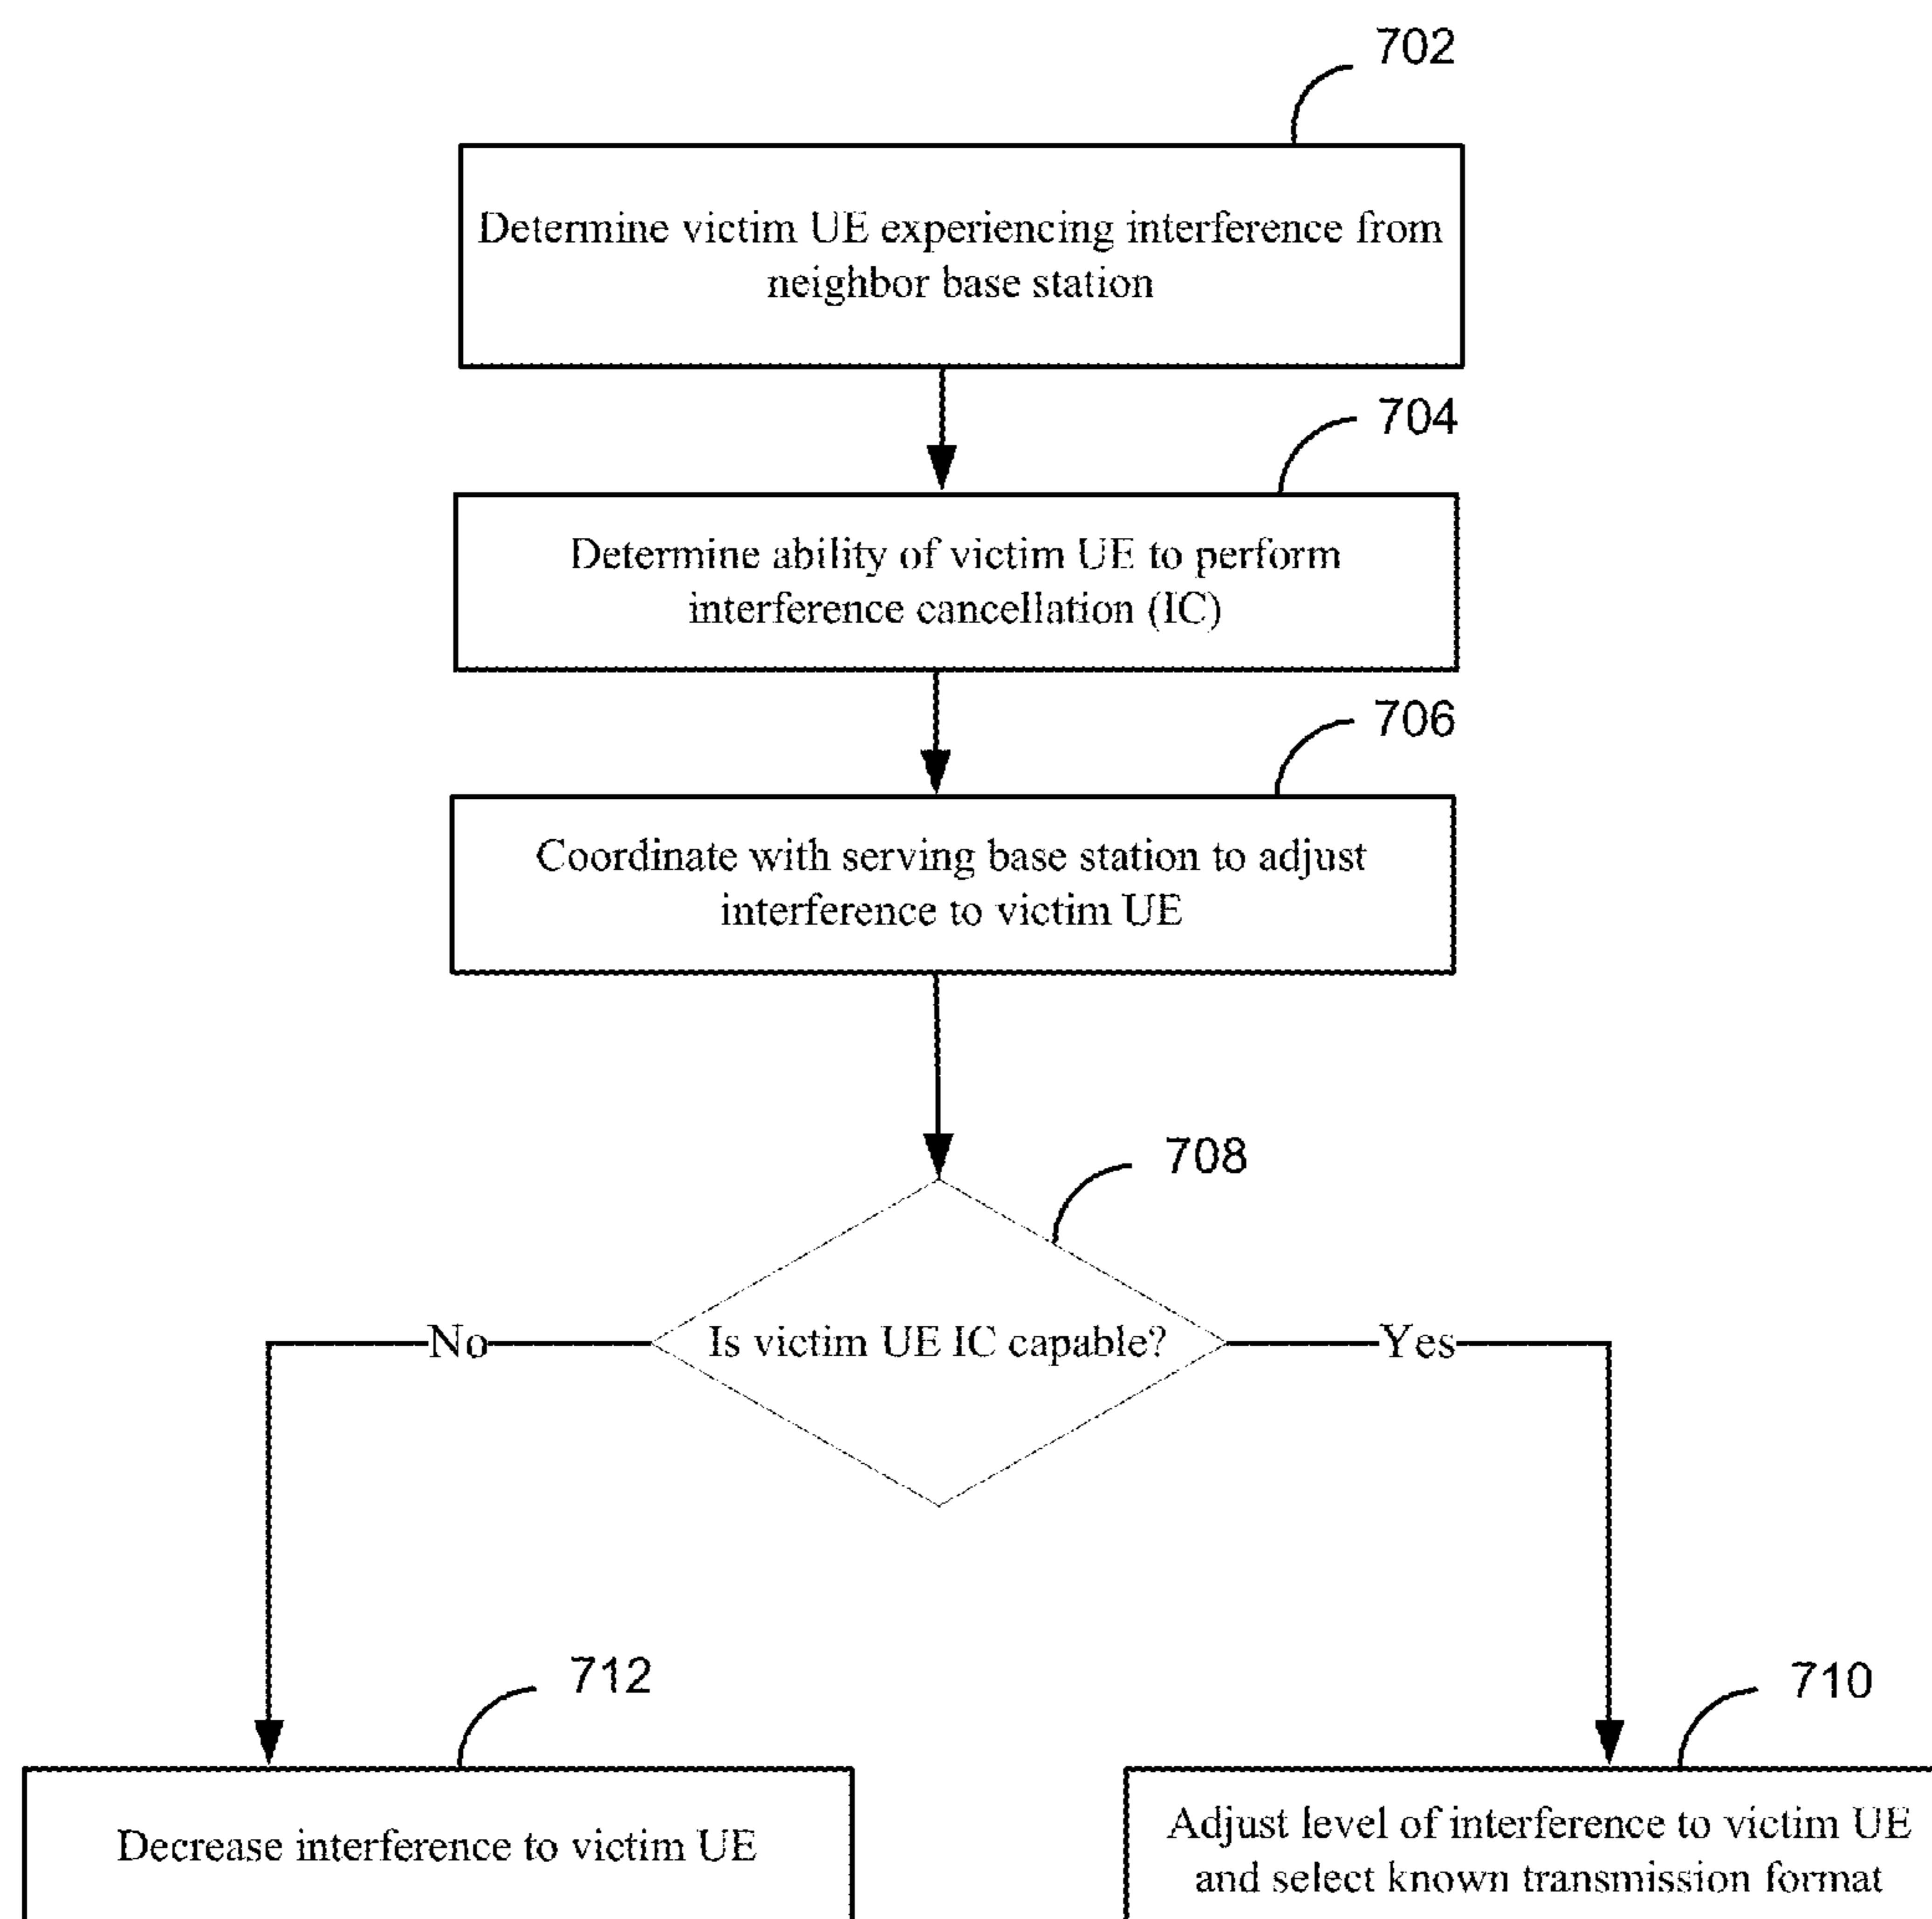 702
Determine victim UE experiencing interference from
neighbor base station
704
Determine ability of victim UE to perform
interference cancellation (IC)
706
Coordinate with serving base station to adjust
interference to victim UE
708
No
Is victim UE IC capable?
Yes
712
710
Decrease interference to victim UE
Adjust level of interference to victim UE
and select known transmission format